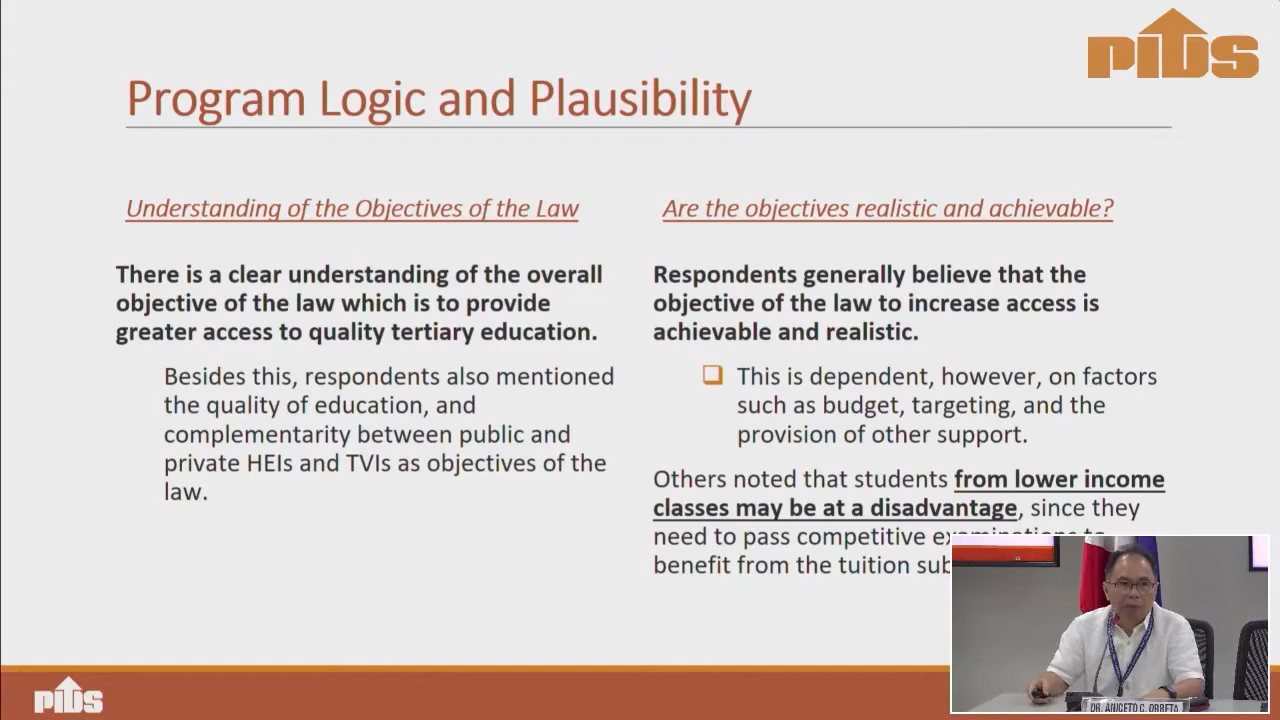 PIDS
Program Logic and Plausibility
Understanding of the Objectives of the Law
There is a clear understanding of the overall
objective of the law which is to provide
greater access to quality tertiary education.
Besides this, respondents also mentioned
the quality of education, and
complementarity between public and
private HEIs and TVIs as objectives of the
law.
Are the objectives realistic and achievable?
Respondents generally believe that the
objective of the law to increase access is
achievable and realistic.
This is dependent, however, on factors
such as budget, targeting, and the
provision of other support.
Others noted that students from lower income
classes may be at a disadvantage, since they
need to pass competitive examinations to
benefit from the tuition
PIDS
DR. ANICETO C. ORBETA